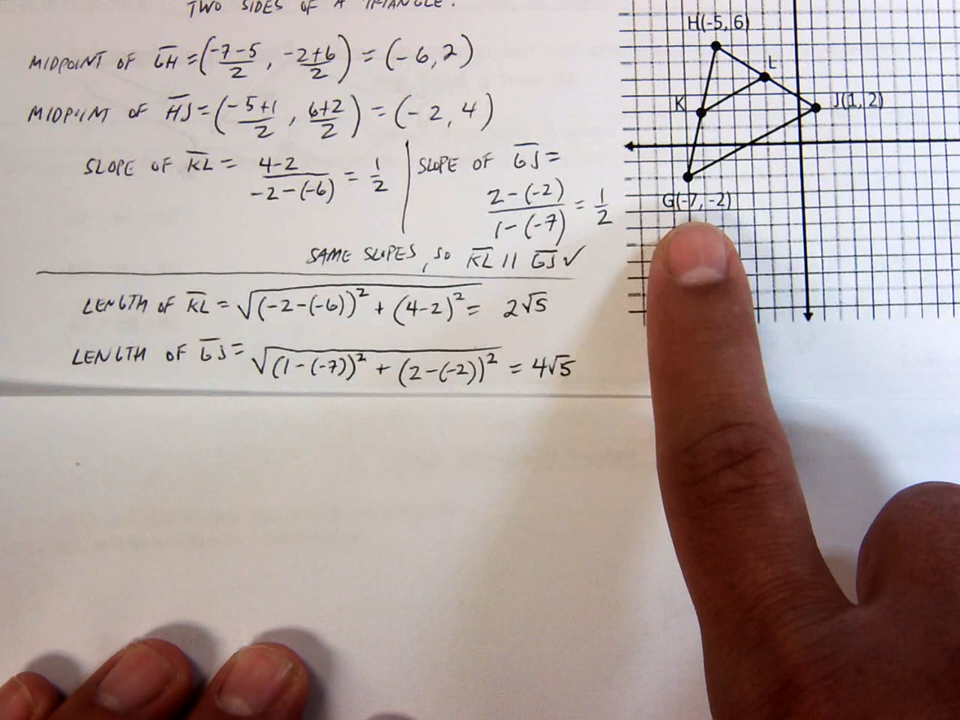 TWO SIDES OF A TRIANGLE.
MIDPOINT OF GH = (-7-5/2, -2+6/2) = (-6, 2)
MIDPOINT OF HJ = (-5+1/2, 6+2/2) = (-2, 4)
SLOPE OF KL = 4-2/-2-(-6) = 1/2
SLOPE OF GJ =
2-(-2)/1-(-7) = 1/2
SAME SLOPES, SO KL || GJ ✓
LENGTH OF KL = √(-2-(-6))² + (4-2)² = 2√5
LENGTH OF GJ = √(1-(-7))² + (2-(-2))² = 4√5
H(-5, 6)
L
K
J(1, 2)
G(-7, -2)